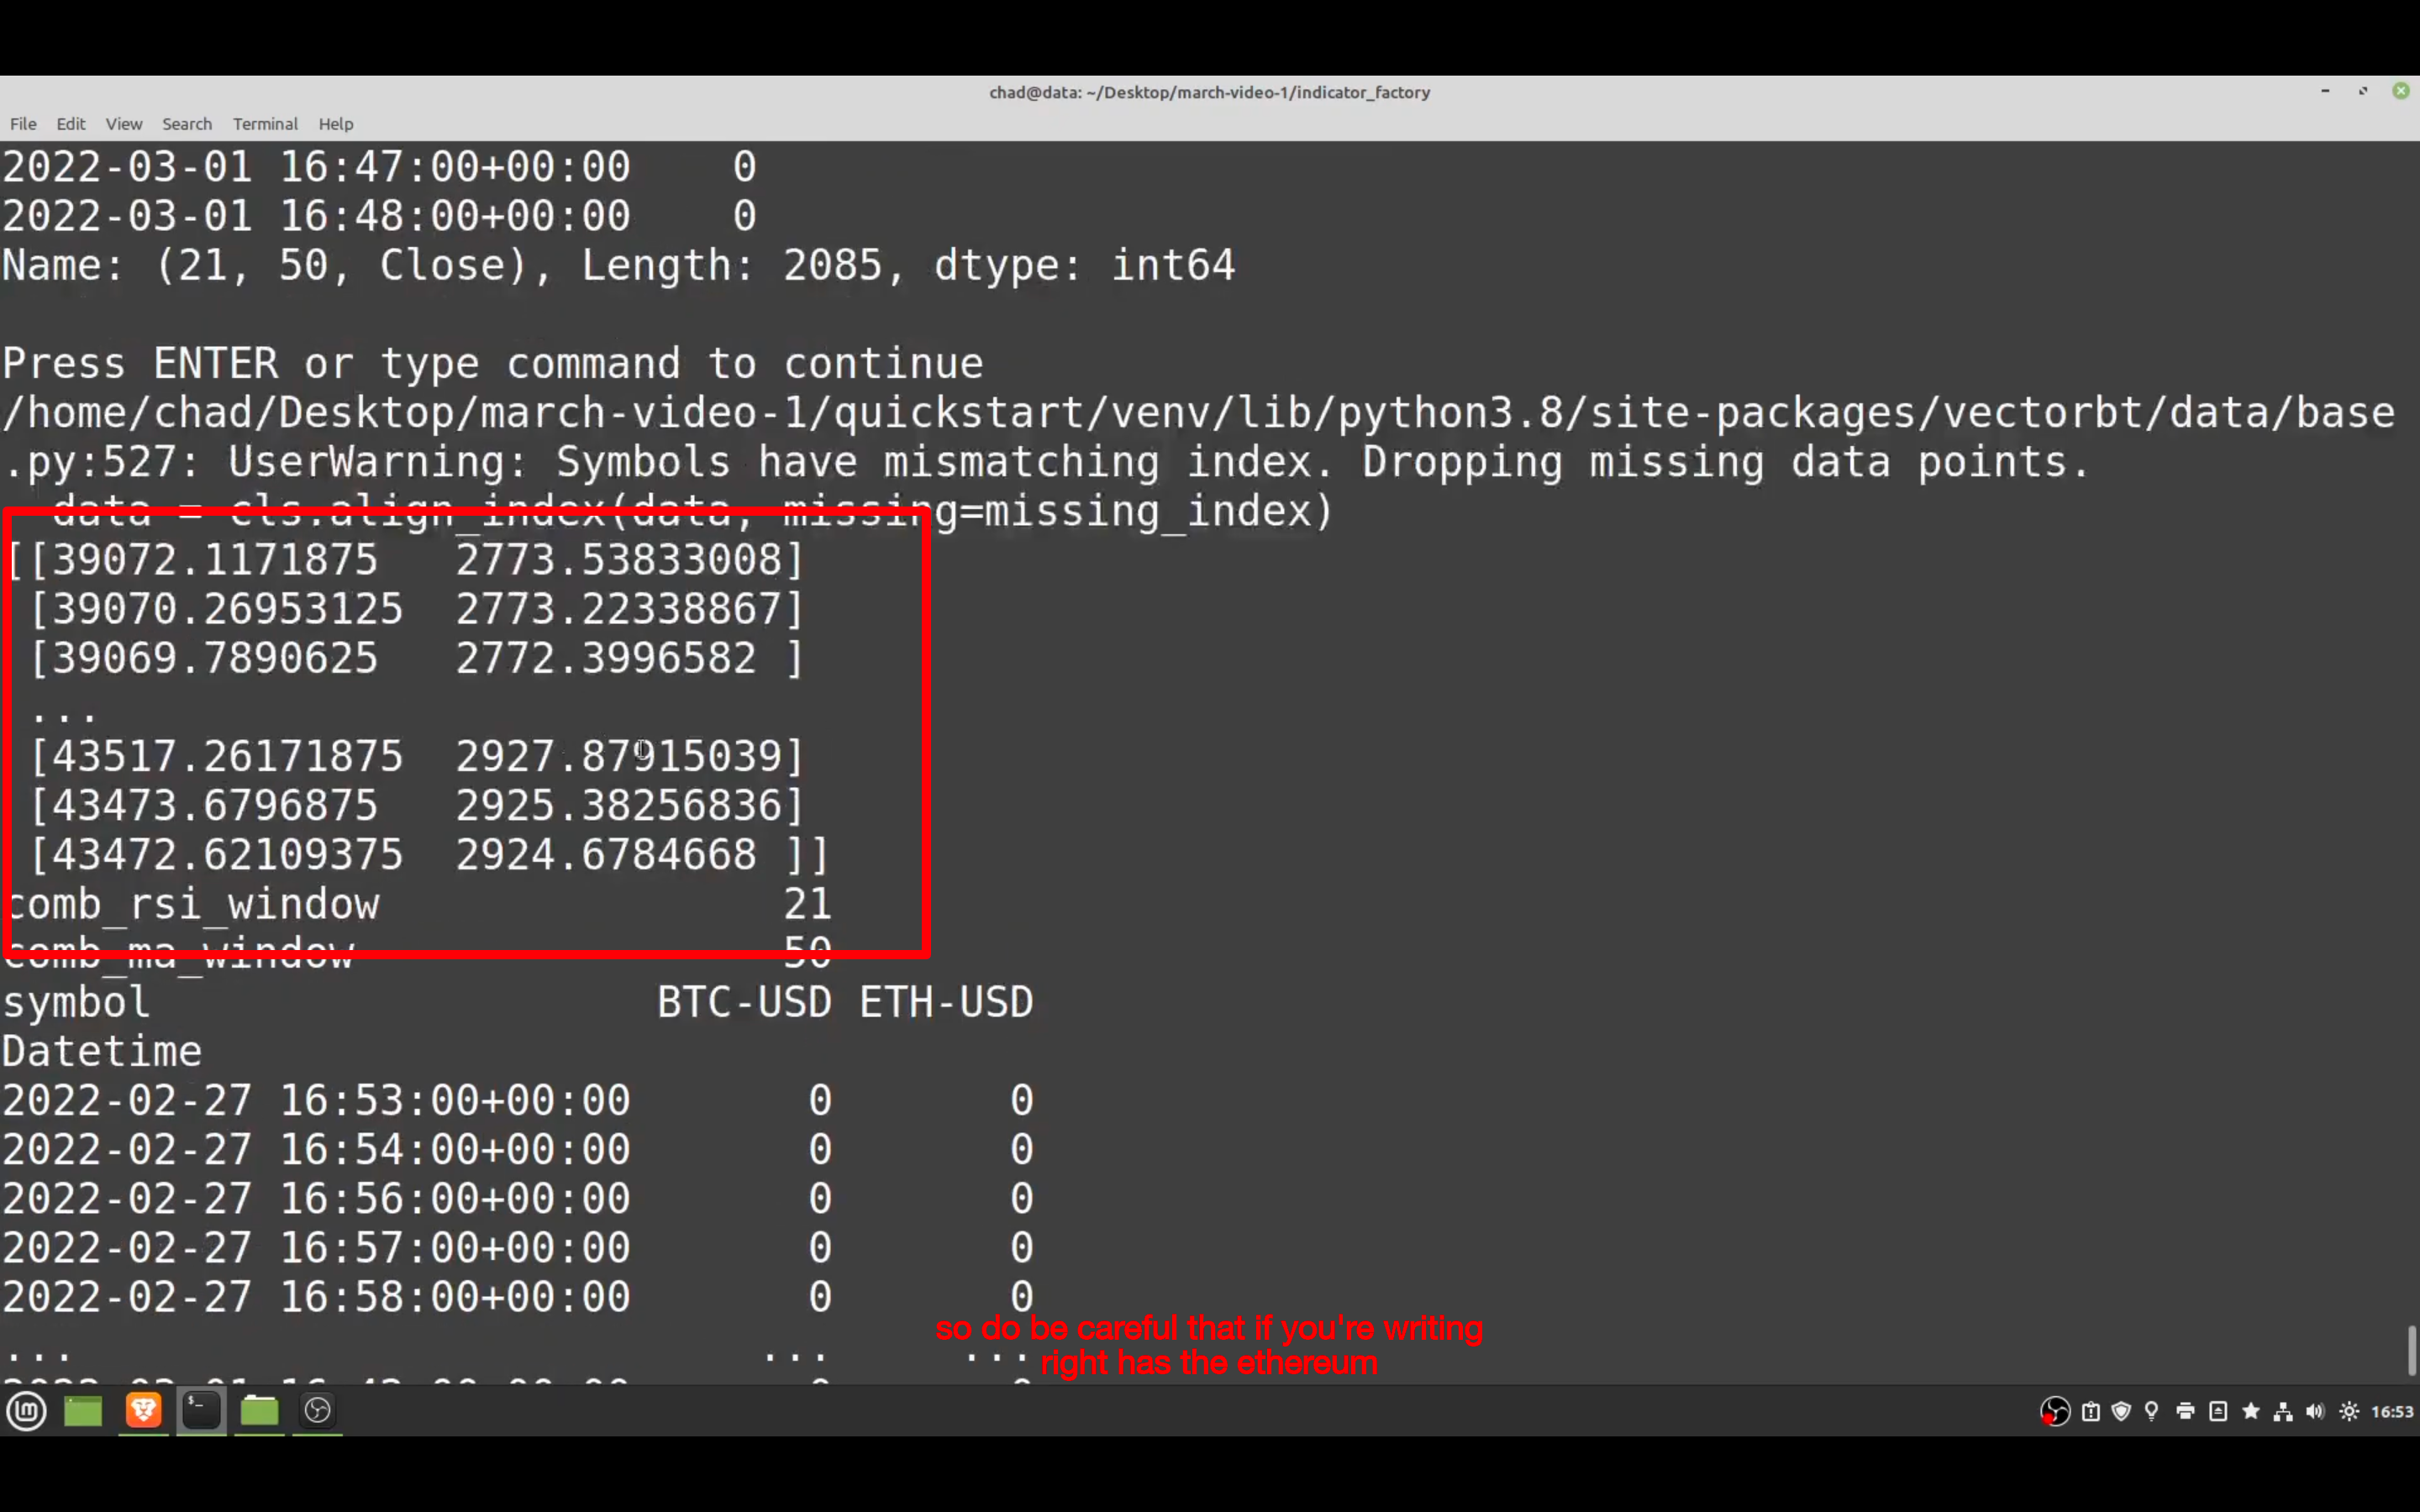 chad@data: ~/Desktop/march-video-1/indicator_factory
File Edit View Search Terminal Help
2022-03-01 16:47:00+00:00 0
2022-03-01 16:48:00+00:00 0
Name: (21, 50, Close), Length: 2085, dtype: int64
Press ENTER or type command to continue
/home/chad/Desktop/march-video-1/quickstart/venv/lib/python3.8/site-packages/vectorbt/data/base
.py:527: UserWarning: Symbols have mismatching index. Dropping missing data points.
data = cls.align_index(data, missing=missing_index)
[[39072.1171875 2773.53833008]
[39070.26953125 2773.22338867]
[39069.7890625 2772.3996582 ]
...
[43517.26171875 2927.87915039]
[43473.6796875 2925.38256836]
[43472.62109375 2924.6784668 ]]
comb_rsi_window 21
comb_ma_window 50
symbol BTC-USD ETH-USD
Datetime
2022-02-27 16:53:00+00:00 0 0
2022-02-27 16:54:00+00:00 0 0
2022-02-27 16:56:00+00:00 0 0
2022-02-27 16:57:00+00:00 0 0
2022-02-27 16:58:00+00:00 0 0
... ... ...
so do be careful that if you're writing
right has the ethereum
16:53